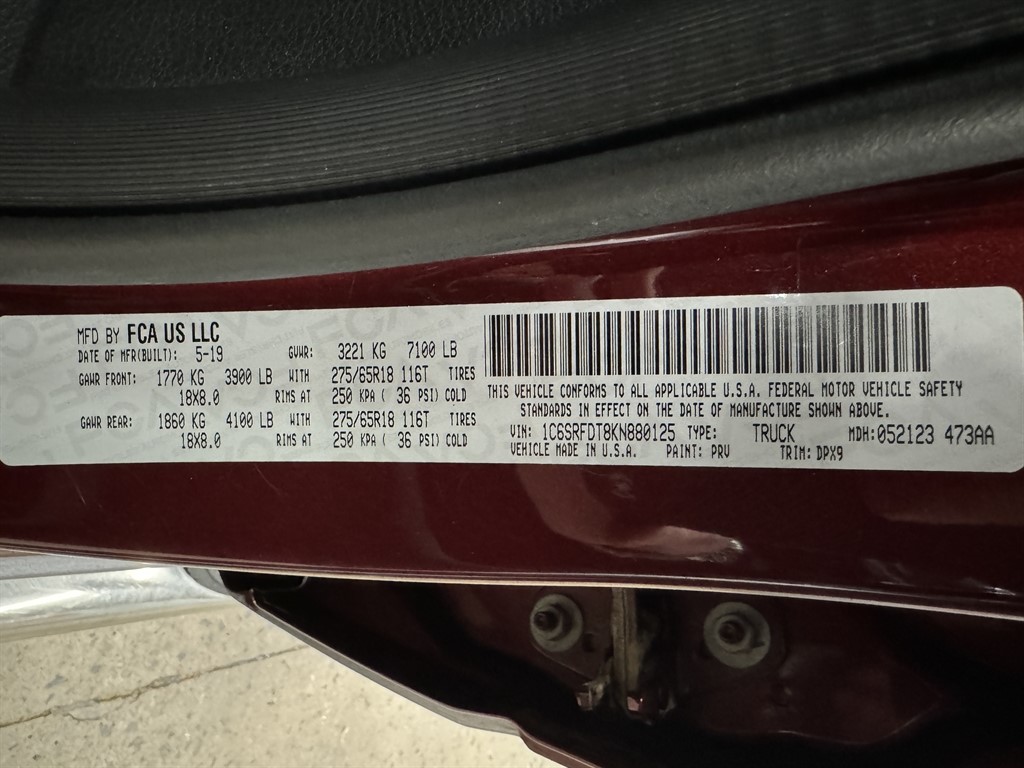 MFD BY FCA US LLC
DATE OF MFR(BUILT): 5-19 GVWR: 3221 KG 7100 LB
GAWR FRONT: 1770 KG 3900 LB WITH 275/65R18 116T TIRES
18X8.0 RIMS AT 250 KPA ( 36 PSI) COLD
GAWR REAR: 1860 KG 4100 LB WITH 275/65R18 116T TIRES
18X8.0 RIMS AT 250 KPA ( 36 PSI) COLD
THIS VEHICLE CONFORMS TO ALL APPLICABLE U.S.A. FEDERAL MOTOR VEHICLE SAFETY
STANDARDS IN EFFECT ON THE DATE OF MANUFACTURE SHOWN ABOVE.
VIN: 1C6SRFDT8KN880125 TYPE: TRUCK MDH:052123 473AA
VEHICLE MADE IN U.S.A. PAINT: PRV TRIM: DPX9